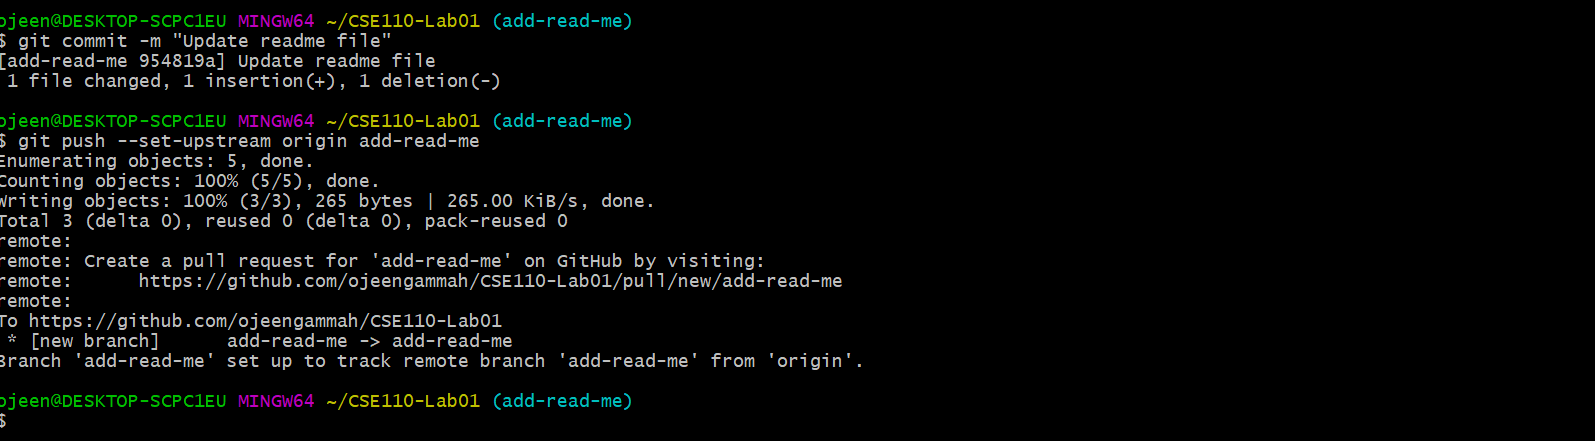 ojeen@DESKTOP-SCPC1EU MINGW64 ~/CSE110-Lab01 (add-read-me)
$ git commit -m "Update readme file"
[add-read-me 954819a] Update readme file
 1 file changed, 1 insertion(+), 1 deletion(-)

ojeen@DESKTOP-SCPC1EU MINGW64 ~/CSE110-Lab01 (add-read-me)
$ git push --set-upstream origin add-read-me
Enumerating objects: 5, done.
Counting objects: 100% (5/5), done.
Writing objects: 100% (3/3), 265 bytes | 265.00 KiB/s, done.
Total 3 (delta 0), reused 0 (delta 0), pack-reused 0
remote:
remote: Create a pull request for 'add-read-me' on GitHub by visiting:
remote:      https://github.com/ojeengammah/CSE110-Lab01/pull/new/add-read-me
remote:
To https://github.com/ojeengammah/CSE110-Lab01
 * [new branch]      add-read-me -> add-read-me
Branch 'add-read-me' set up to track remote branch 'add-read-me' from 'origin'.

ojeen@DESKTOP-SCPC1EU MINGW64 ~/CSE110-Lab01 (add-read-me)
$